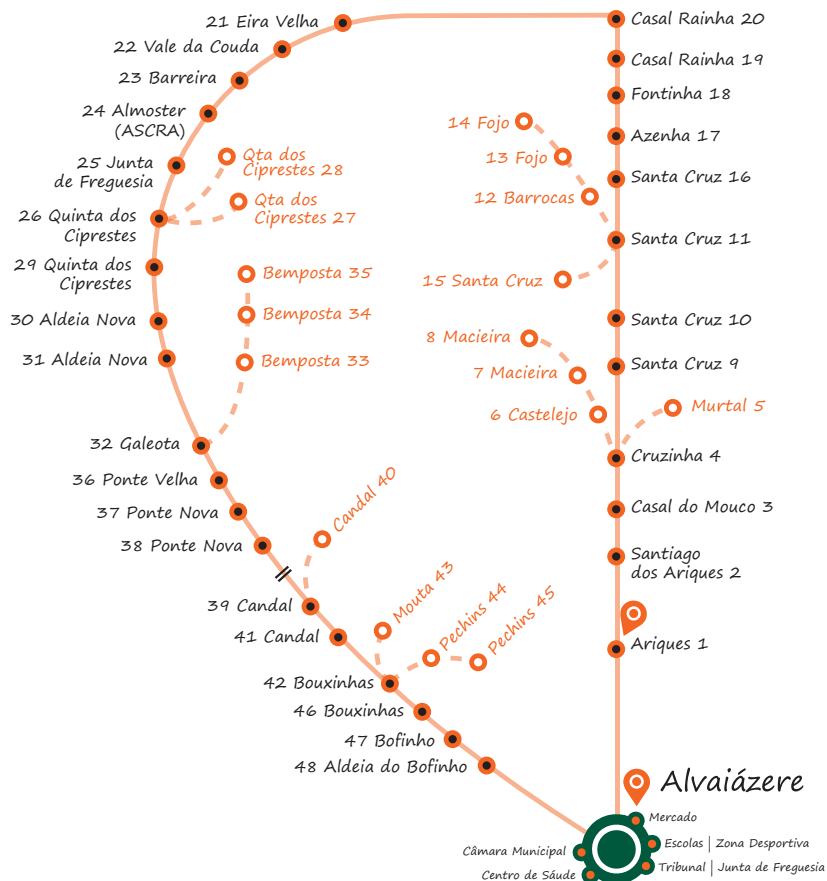 21 Eira Velha
22 Vale da Couda
23 Barreira
24 Almoster
(ASCRA)
25 Junta
de Freguesia
26 Quinta dos
Ciprestes
29 Quinta dos
Ciprestes
30 Aldeia Nova
31 Aldeia Nova
32 Galeota
36 Ponte Velha
37 Ponte Nova
38 Ponte Nova
39 Candal
41 Candal
42 Bouxinhas
46 Bouxinhas
47 Bofinho
48 Aldeia do Bofinho
Qta dos
Ciprestes 28
Qta dos
Ciprestes 27
Bemposta 35
Bemposta 34
Bemposta 33
Candal 40
Mouta 43
Pechins 44
Pechins 45
14 Fojo
13 Fojo
12 Barrocas
15 Santa Cruz
8 Macieira
7 Macieira
6 Castelejo
Murtal 5
Casal Rainha 20
Casal Rainha 19
Fontinha 18
Azenha 17
Santa Cruz 16
Santa Cruz 11
Santa Cruz 10
Santa Cruz 9
Cruzinha 4
Casal do Mouco 3
Santiago
dos Ariques 2
Ariques 1
Alvaiázere
Mercado
Escolas | Zona Desportiva
Tribunal | Junta de Freguesia
Câmara Municipal
Centro de Sáude